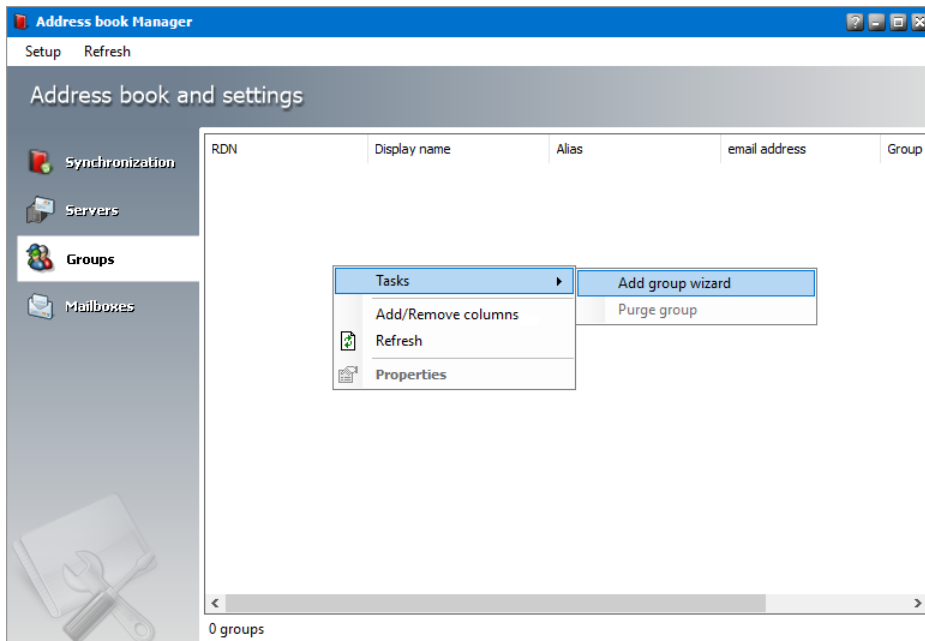 Address book Manager
Setup Refresh
Address book and settings
RDN Display name Alias email address Group
Synchronization
Servers
Groups
Mailboxes
Tasks
Add/Remove columns
Refresh
Properties
Add group wizard
Purge group
0 groups